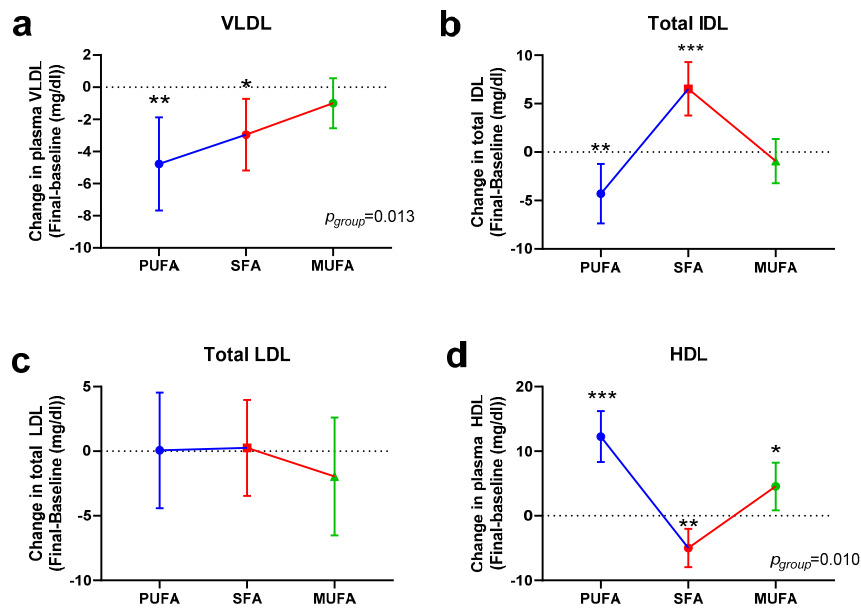 a
VLDL
Change in plasma VLDL
(Final-baseline (mg/dl))
2
0
-2
-4
-6
-8
-10
**
*
p group=0.013
PUFA
SFA
MUFA
b
Total IDL
Change in total IDL
(Final-Baseline (mg/dl)
10
5
0
-5
-10
**
***
PUFA
SFA
MUFA
c
Total LDL
Change in total LDL
(Final-Baseline (mg/dl))
5
0
-5
-10
PUFA
SFA
MUFA
d
HDL
Change in plasma HDL
(Final-baseline (mg/dl))
20
10
0
-10
***
**
*
p group=0.010
PUFA
SFA
MUFA